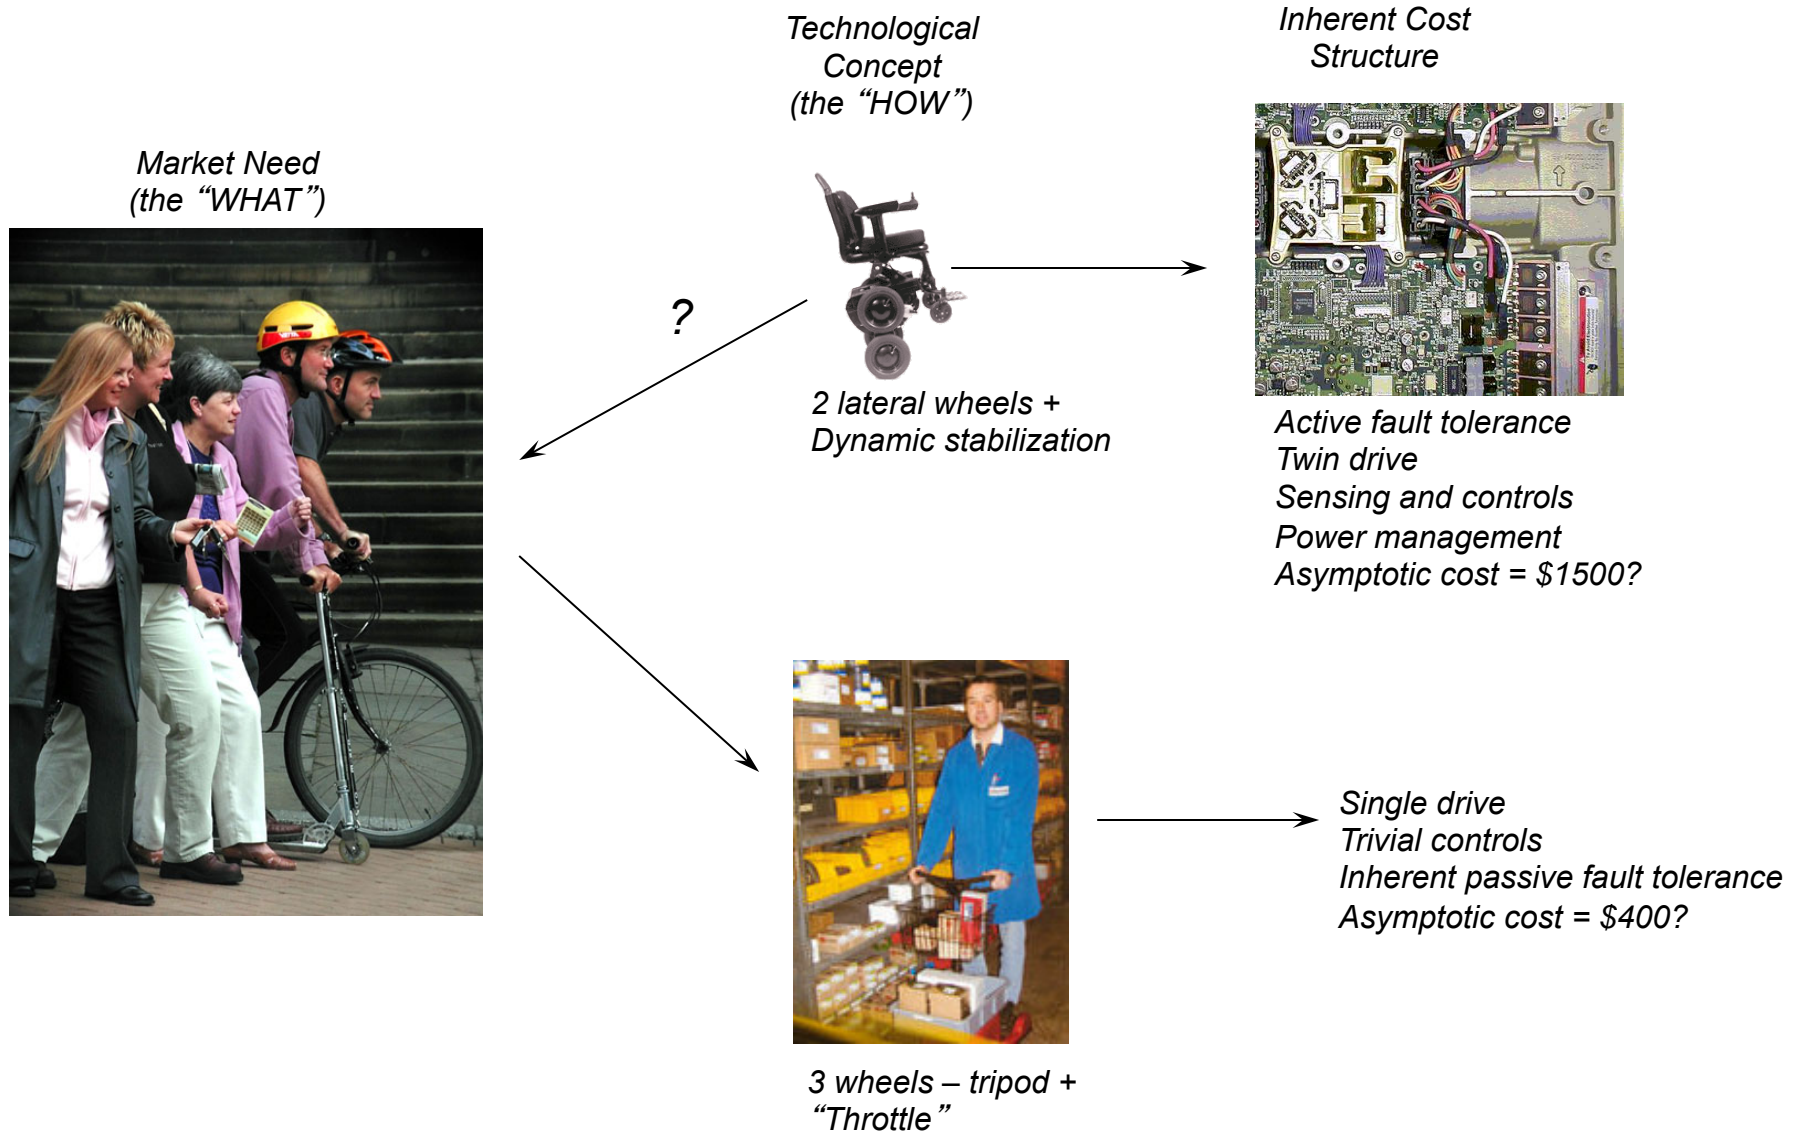 Technological
Concept
(the “HOW”)
Inherent Cost
Structure
Market Need
(the “WHAT”)
?
2 lateral wheels +
Dynamic stabilization
Active fault tolerance
Twin drive
Sensing and controls
Power management
Asymptotic cost = $1500?
Single drive
Trivial controls
Inherent passive fault tolerance
Asymptotic cost = $400?
3 wheels – tripod +
“Throttle”